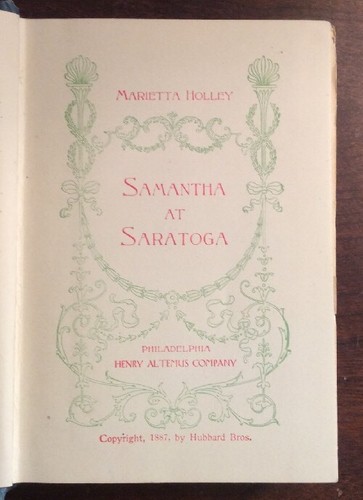 MARIETTA HOLLEY
SAMANTHA
AT
SARATOGA
PHILADELPHIA
HENRY ALTEMUS COMPANY
Copyright, 1887, by Hubbard Bros.